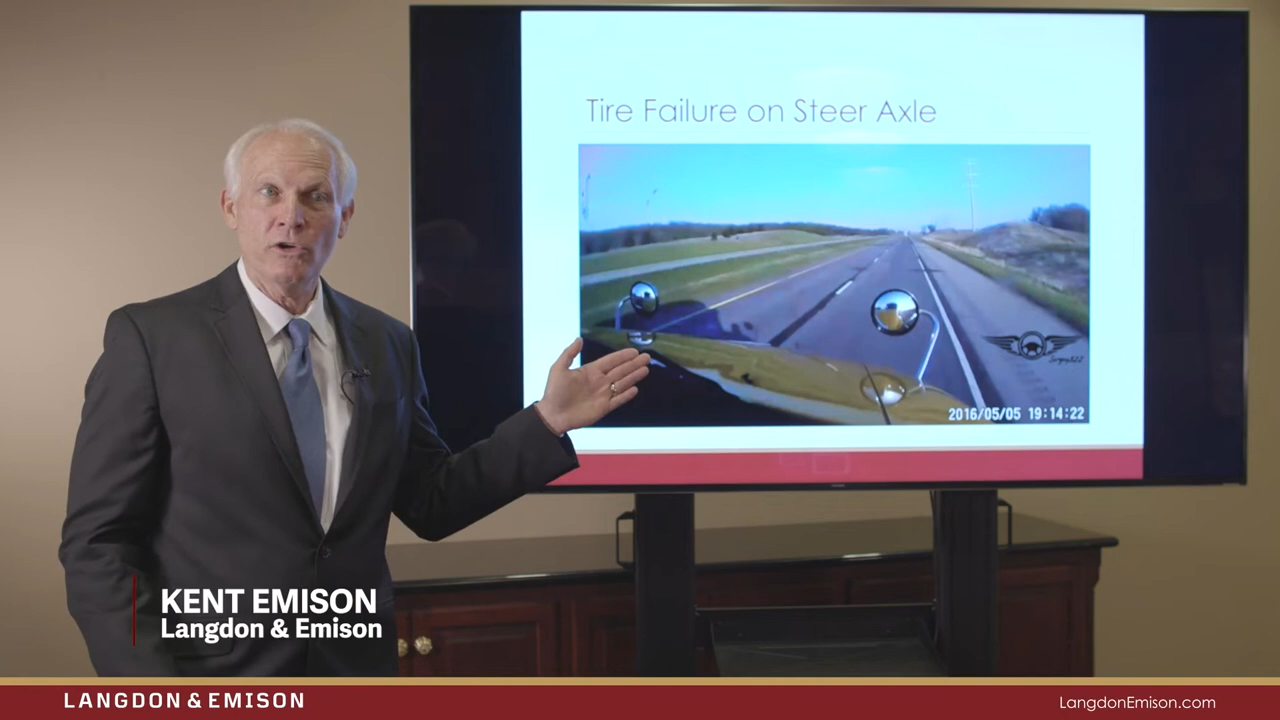 Tire Failure on Steer Axle
2016/05/05 19:14:22
KENT EMISON
Langdon & Emison
LANGDON & EMISON
LangdonEmison.com